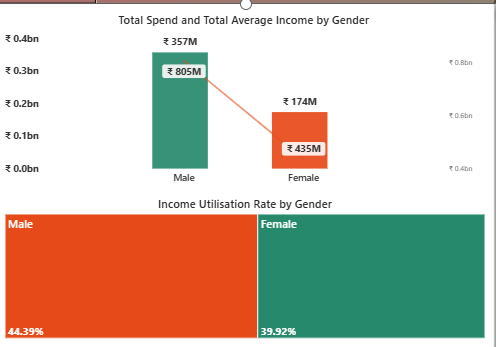 Total Spend and Total Average Income by Gender
₹ 0.4bn
₹ 0.3bn
₹ 0.2bn
₹ 0.1bn
₹ 0.0bn
₹ 357M
₹ 805M
₹ 174M
₹ 435M
Male
Female
₹ 0.8bn
₹ 0.6bn
₹ 0.4bn
Income Utilisation Rate by Gender
Male
44.39%
Female
39.92%